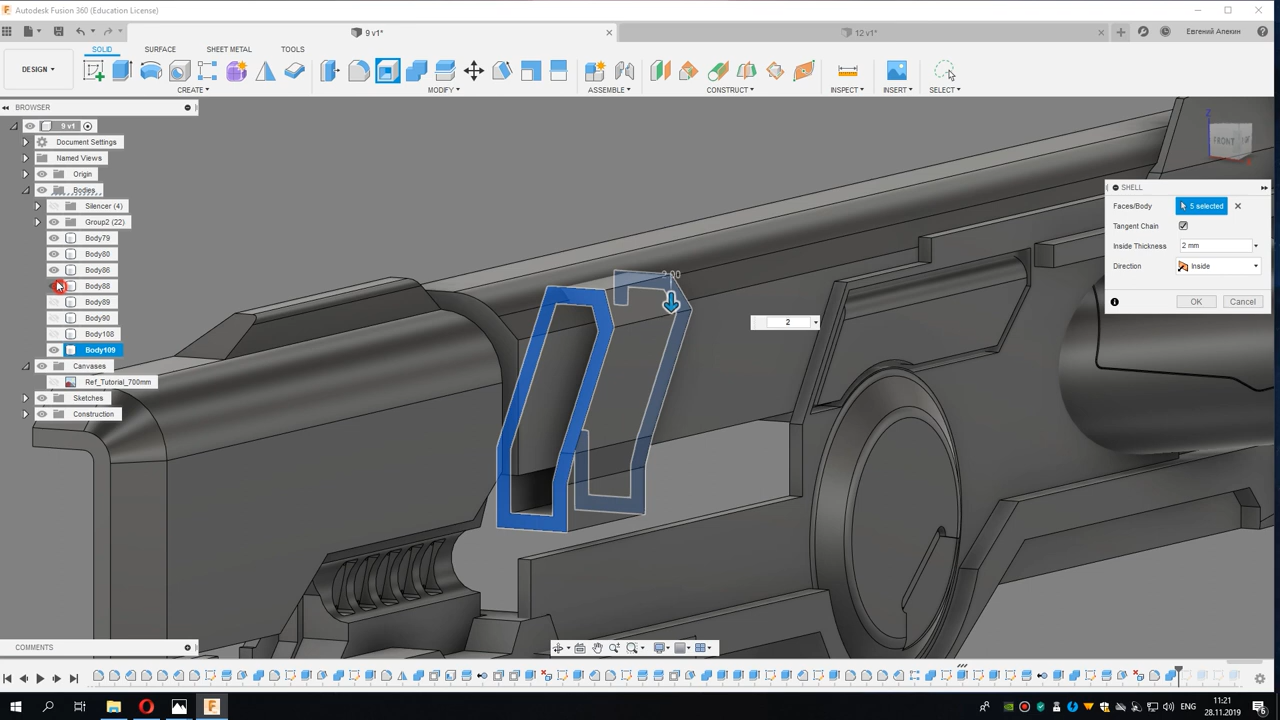 Autodesk Fusion 360 (Education License)
9 v1*
12 v1*
Евгений Апекин
DESIGN
SOLID
SURFACE
SHEET METAL
TOOLS
CREATE
MODIFY
ASSEMBLE
CONSTRUCT
INSPECT
INSERT
SELECT
BROWSER
9 v1
Document Settings
Named Views
Origin
Bodies
Silencer (4)
Group2 (22)
Body79
Body80
Body86
Body88
Body89
Body90
Body108
Body109
Canvases
Ref_Tutorial_700mm
Sketches
Construction
2.00
2
Z
FRONT
SHELL
Faces/Body
5 selected
Tangent Chain
Inside Thickness
2 mm
Direction
Inside
OK
Cancel
COMMENTS
ENG
11:21
28.11.2019